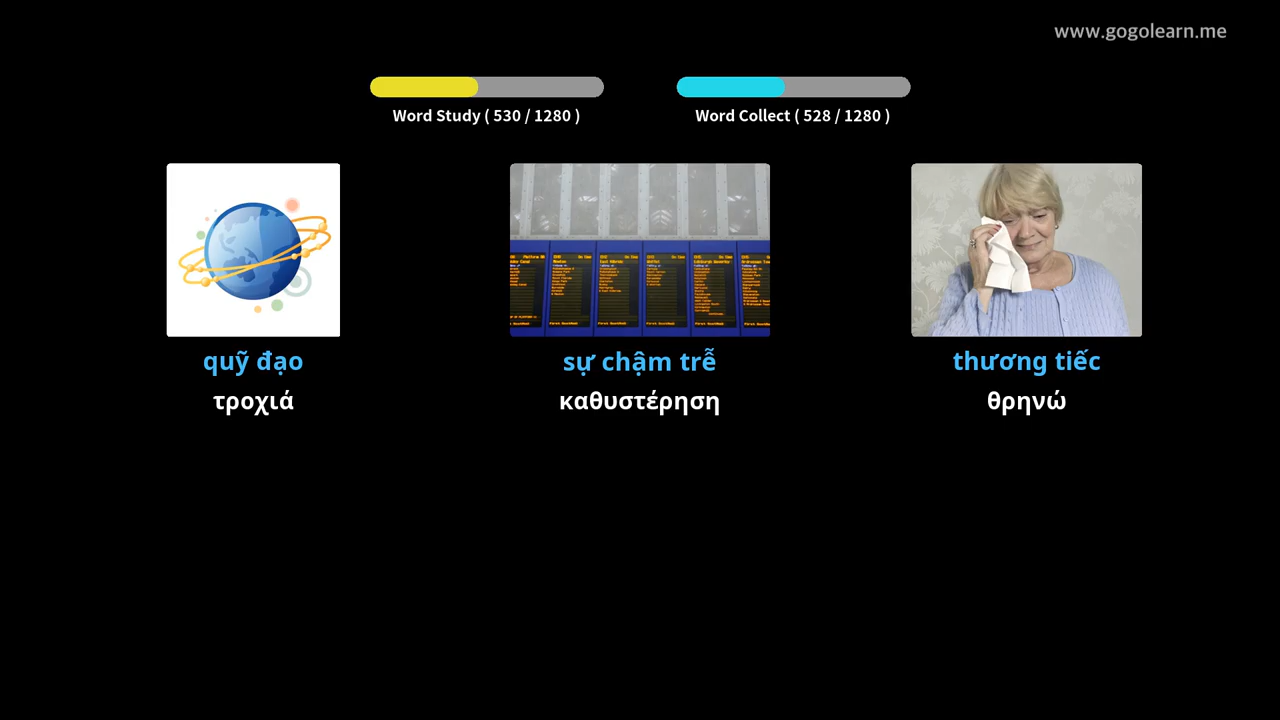 www.gogolearn.me
Word Study ( 530 / 1280 )
Word Collect ( 528 / 1280 )
quỹ đạo
sự chậm trễ
thương tiếc
τροχιά
καθυστέρηση
θρηνώ